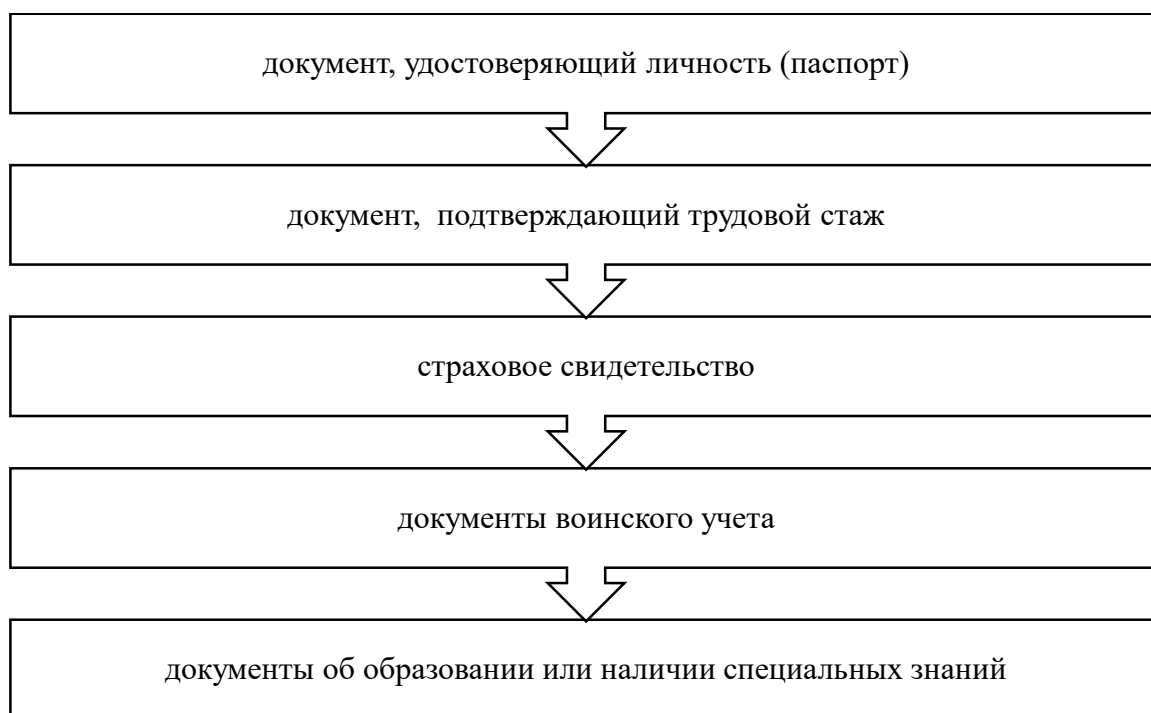 документ, удостоверяющий личность (паспорт)
документ, подтверждающий трудовой стаж
страховое свидетельство
документы воинского учета
документы об образовании или наличии специальных знаний